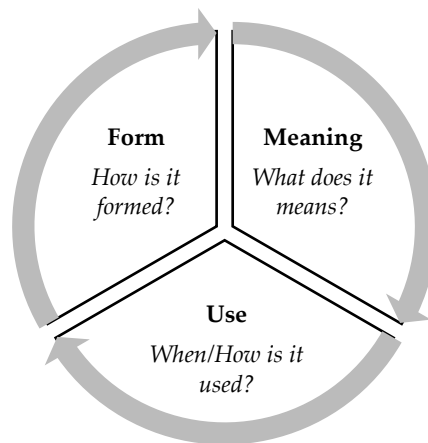 Form
How is it
formed?
Meaning
What does it
means?
Use
When/How is it
used?